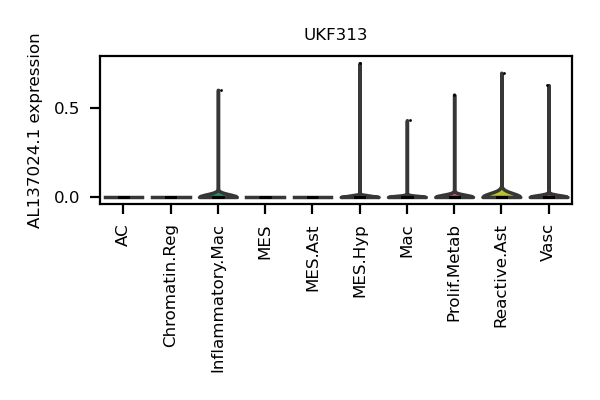 UKF313
AL137024.1 expression
0.5
0.0
AC
Chromatin.Reg
Inflammatory.Mac
MES
MES.Ast
MES.Hyp
Mac
Prolif.Metab
Reactive.Ast
Vasc